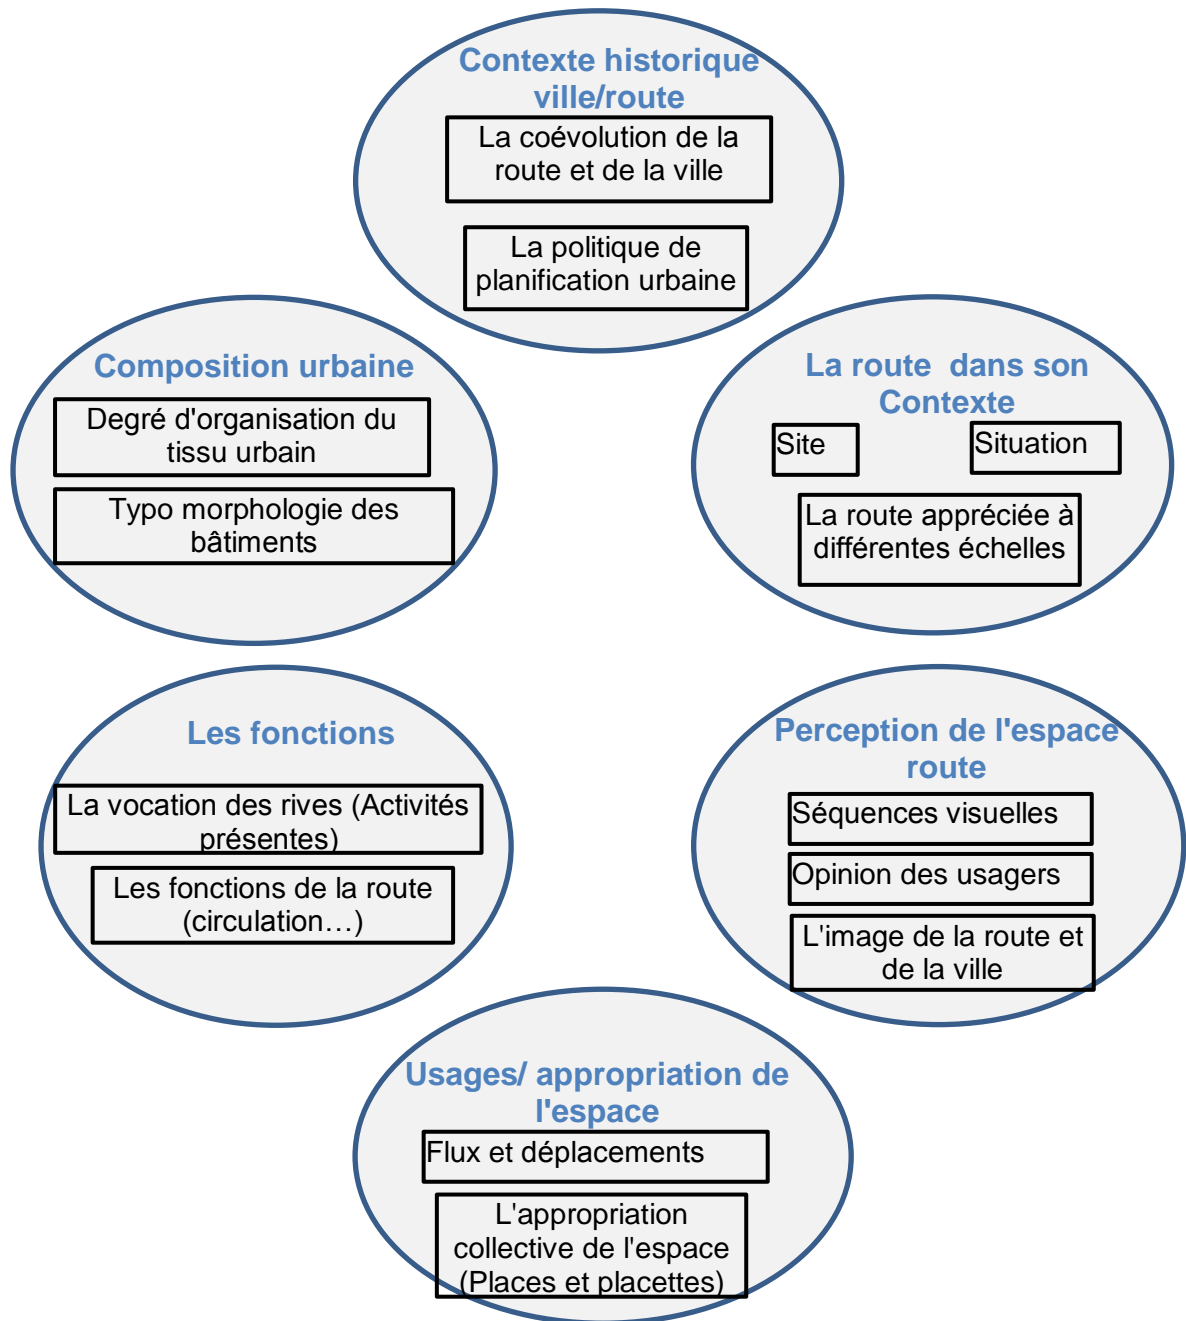 Contexte historique
ville/route
La coévolution de la
route et de la ville
La politique de
planification urbaine
Composition urbaine
Degré d'organisation du
tissu urbain
Typo morphologie des
bâtiments
La route  dans son
Contexte
Site
Situation
La route appréciée à
différentes échelles
Les fonctions
La vocation des rives (Activités
présentes)
Les fonctions de la route
(circulation…)
Perception de l'espace
route
Séquences visuelles
Opinion des usagers
L'image de la route et
de la ville
Usages/ appropriation de
l'espace
Flux et déplacements
L'appropriation
collective de l'espace
(Places et placettes)